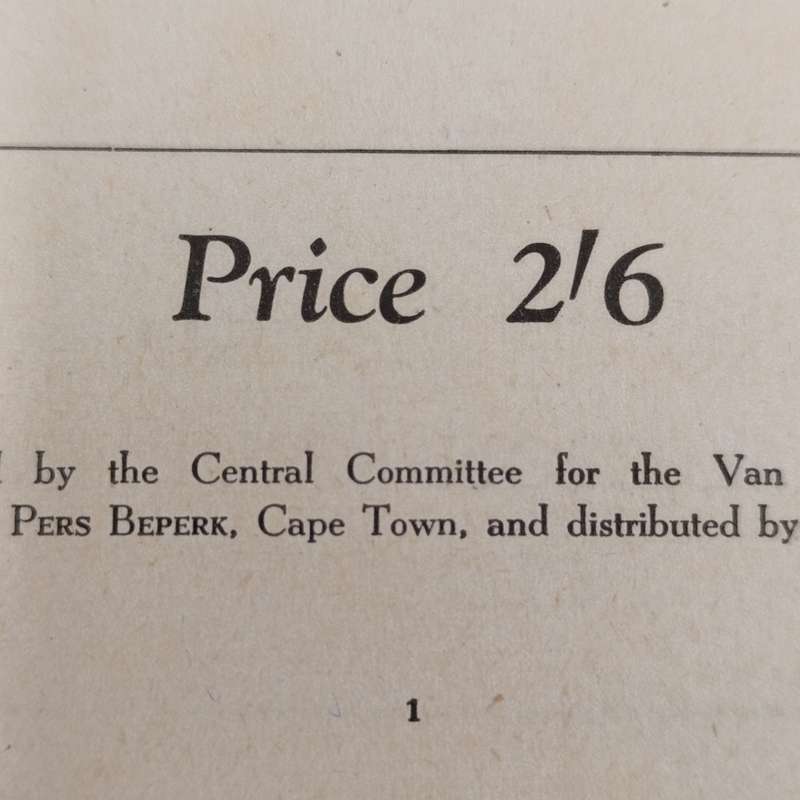 Price 2/6
by the Central Committee for the Van
PERS BEPERK, Cape Town, and distributed by
1